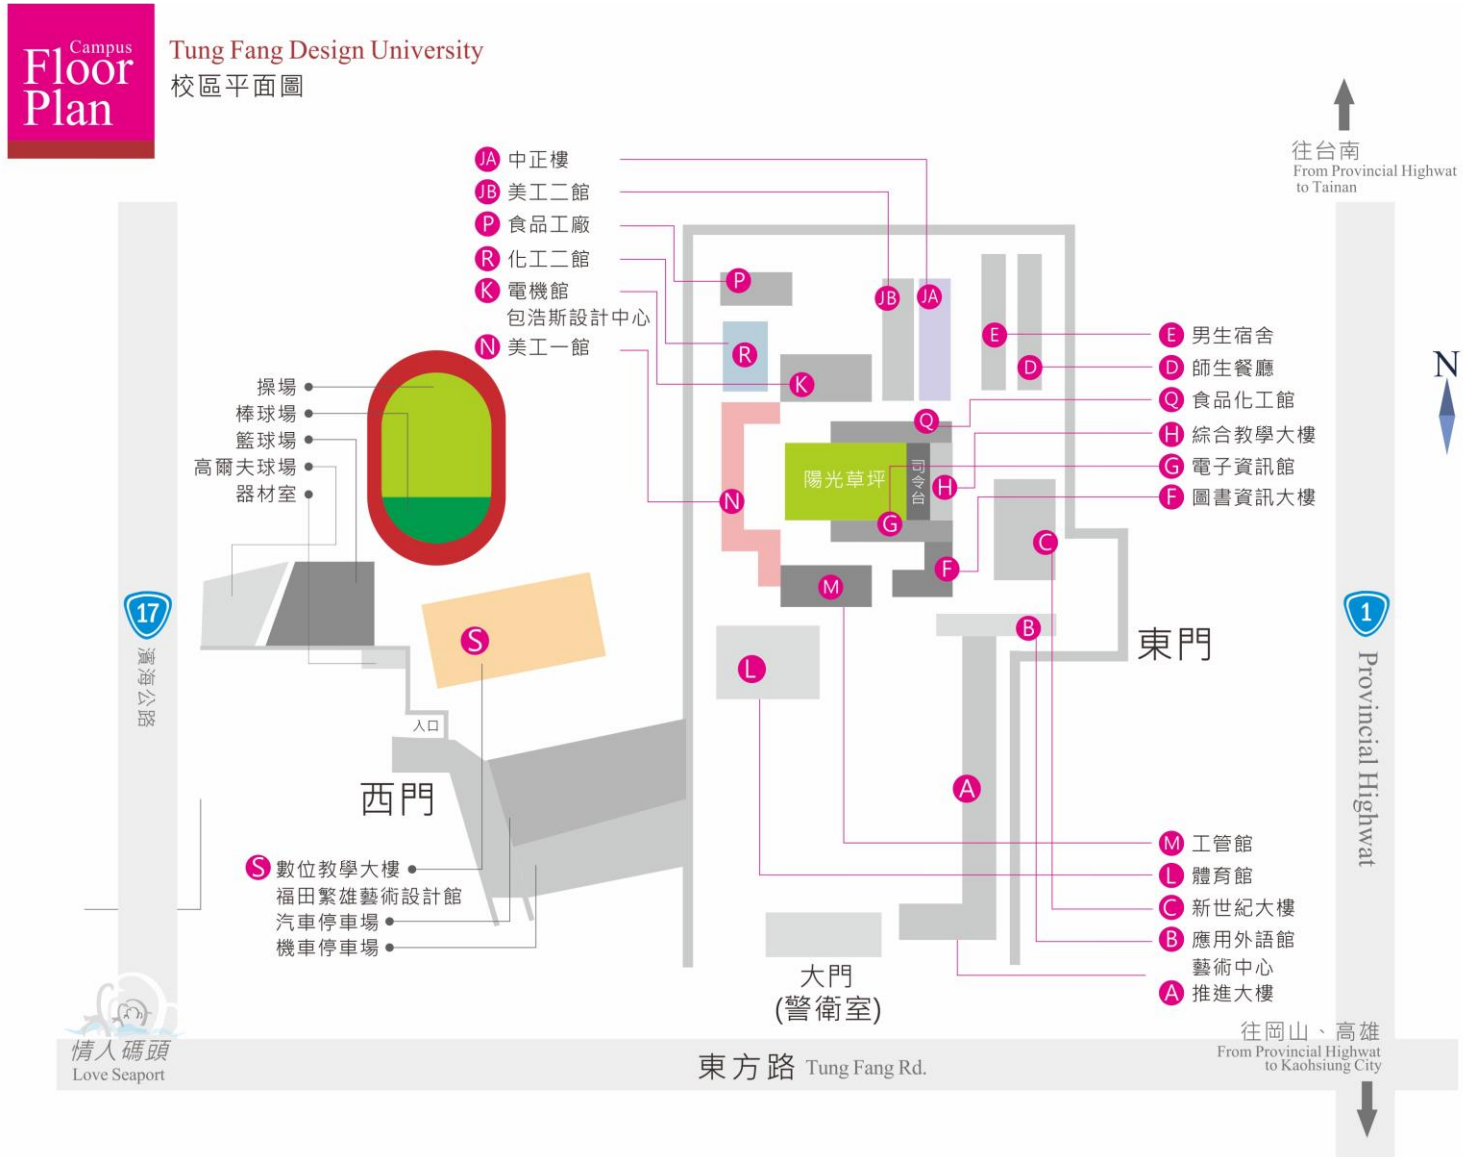 Campus
Floor
Plan
Tung Fang Design University
校區平面圖
往台南
From Provincial Highwat
to Tainan
JA 中正樓
JB 美工二館
P 食品工廠
R 化工二館
K 電機館
包浩斯設計中心
N 美工一館
操場
棒球場
籃球場
高爾夫球場
器材室
P
JB
JA
R
K
E
D
Q
陽光草坪
司令台
H
N
G
C
F
M
B
S
L
A
E 男生宿舍
D 師生餐廳
Q 食品化工館
H 綜合教學大樓
G 電子資訊館
F 圖書資訊大樓
N
17
濱海公路
1
Provincial Highwat
東門
入口
西門
S 數位教學大樓
福田繁雄藝術設計館
汽車停車場
機車停車場
M 工管館
L 體育館
C 新世紀大樓
B 應用外語館
藝術中心
A 推進大樓
大門
(警衛室)
情人碼頭
Love Seaport
東方路 Tung Fang Rd.
往岡山、高雄
From Provincial Highwat
to Kaohsiung City